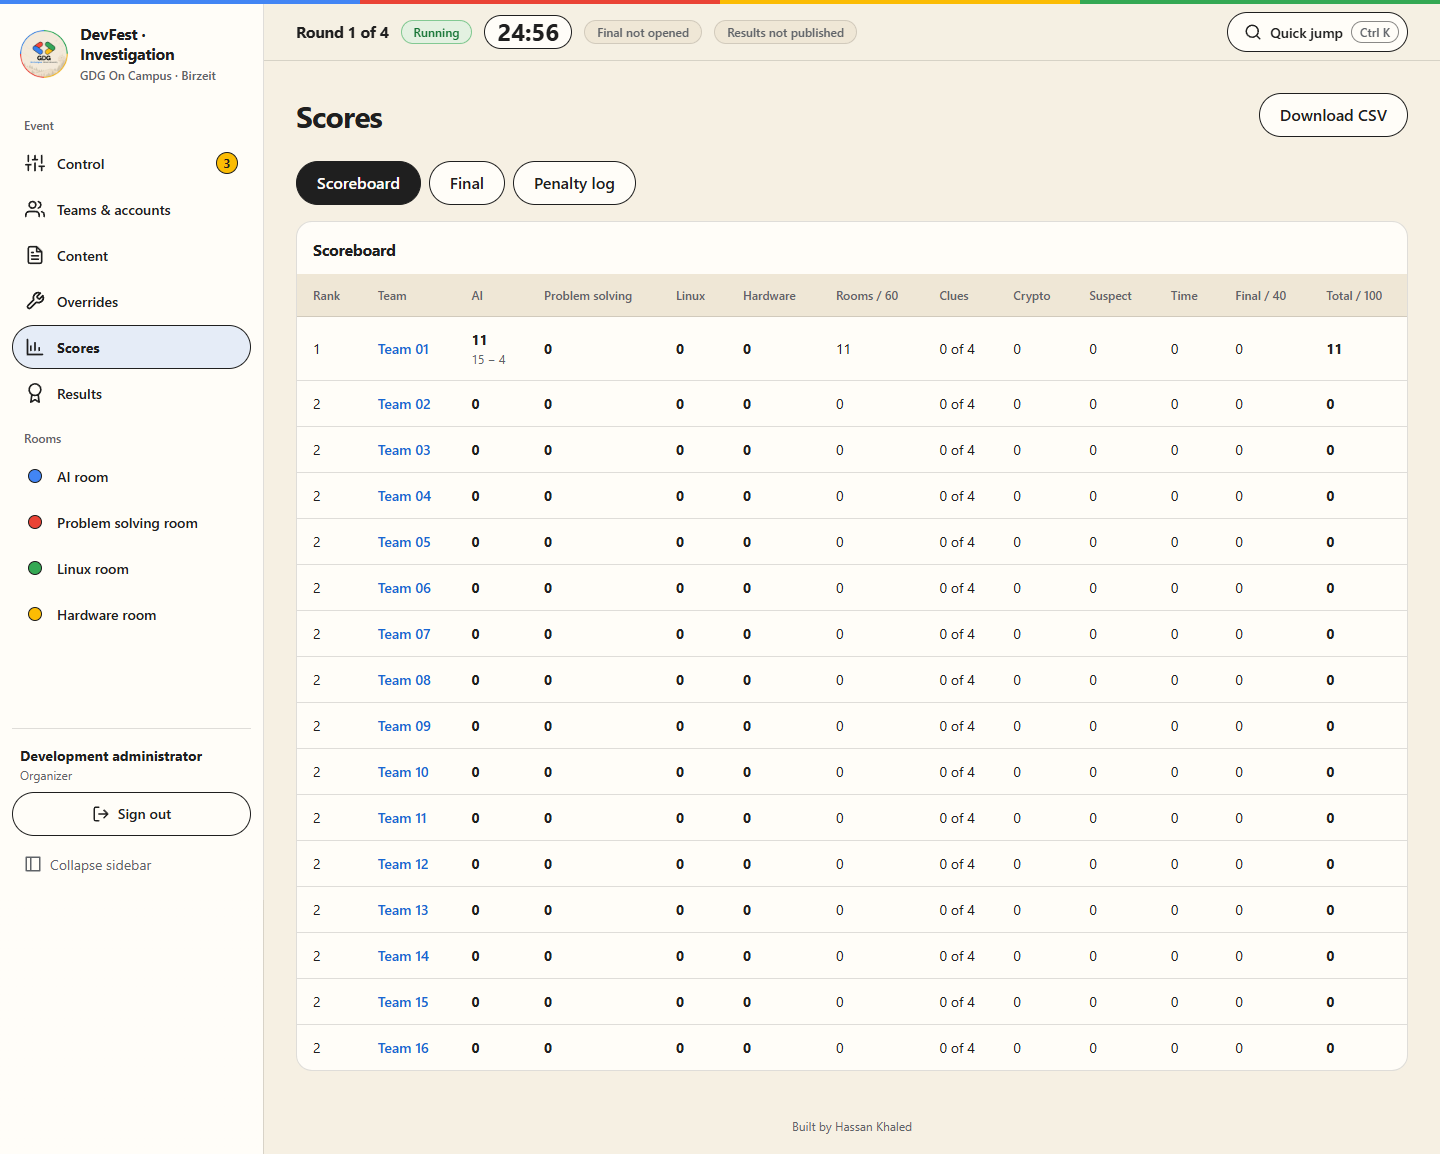 DevFest ·
Investigation
GDG On Campus · Birzeit
GDG
Event
Control 3
Teams & accounts
Content
Overrides
Scores
Results
Rooms
AI room
Problem solving room
Linux room
Hardware room
Development administrator
Organizer
Sign out
Collapse sidebar
Round 1 of 4 Running 24:56 Final not opened Results not published Quick jump Ctrl K
Scores Download CSV
Scoreboard Final Penalty log
Scoreboard
Rank Team AI Problem solving Linux Hardware Rooms / 60 Clues Crypto Suspect Time Final / 40 Total / 100
1 Team 01 11 0 0 0 11 0 of 4 0 0 0 0 11
15 − 4
2 Team 02 0 0 0 0 0 0 of 4 0 0 0 0 0
2 Team 03 0 0 0 0 0 0 of 4 0 0 0 0 0
2 Team 04 0 0 0 0 0 0 of 4 0 0 0 0 0
2 Team 05 0 0 0 0 0 0 of 4 0 0 0 0 0
2 Team 06 0 0 0 0 0 0 of 4 0 0 0 0 0
2 Team 07 0 0 0 0 0 0 of 4 0 0 0 0 0
2 Team 08 0 0 0 0 0 0 of 4 0 0 0 0 0
2 Team 09 0 0 0 0 0 0 of 4 0 0 0 0 0
2 Team 10 0 0 0 0 0 0 of 4 0 0 0 0 0
2 Team 11 0 0 0 0 0 0 of 4 0 0 0 0 0
2 Team 12 0 0 0 0 0 0 of 4 0 0 0 0 0
2 Team 13 0 0 0 0 0 0 of 4 0 0 0 0 0
2 Team 14 0 0 0 0 0 0 of 4 0 0 0 0 0
2 Team 15 0 0 0 0 0 0 of 4 0 0 0 0 0
2 Team 16 0 0 0 0 0 0 of 4 0 0 0 0 0
Built by Hassan Khaled